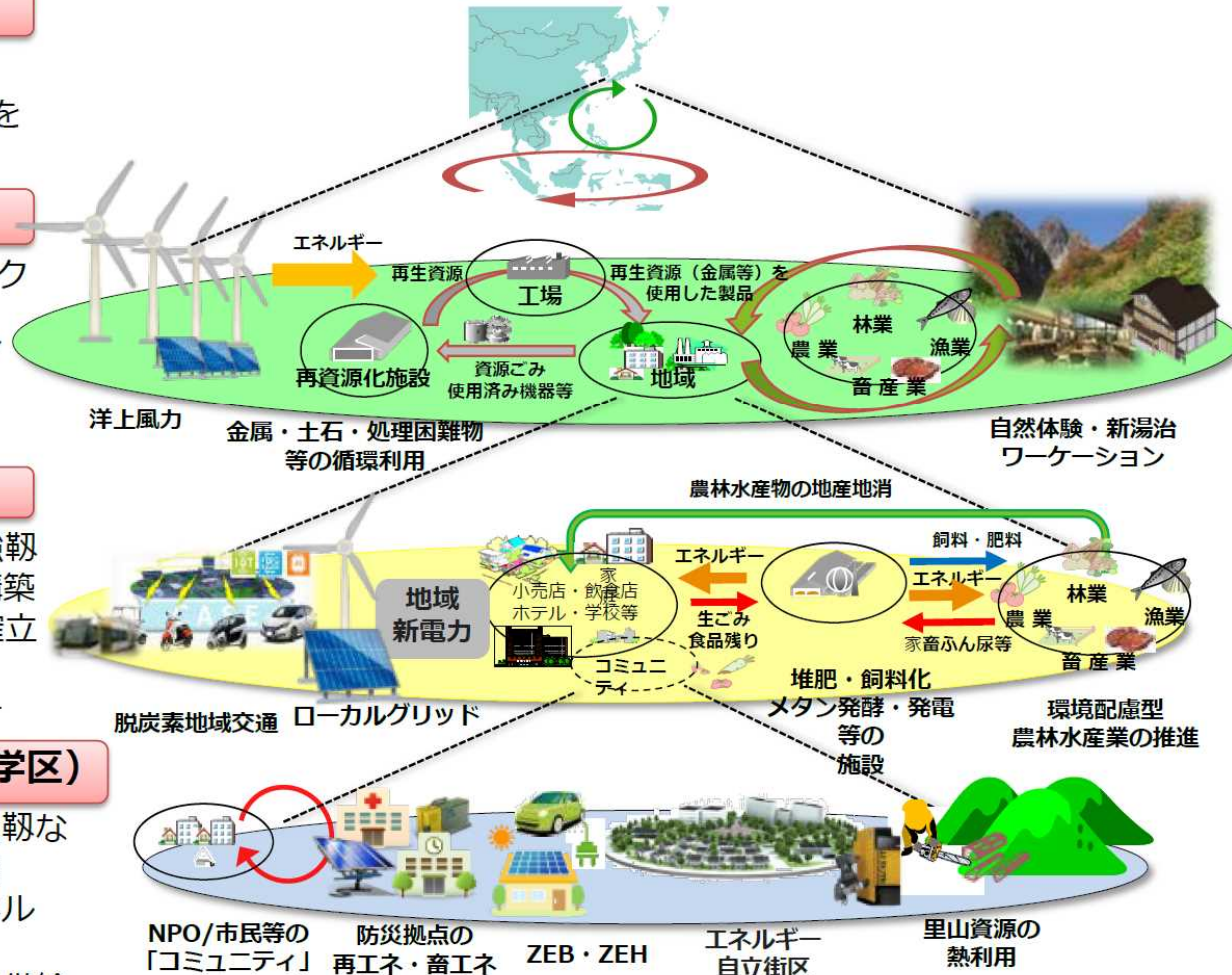 を
ク
エネルギー
再生資源
工場
再生資源（金属等）を
使用した製品
林業
農 業
漁業
畜 産 業
再資源化施設
資源ごみ
使用済み機器等
地域
洋上風力
金属・土石・処理困難物
等の循環利用
自然体験・新湯治
ワーケーション
農林水産物の地産地消
靱
築
立
IoT
CASE
地域
新電力
家
庭
小売店・飲食店
ホテル・学校等
エネルギー
生ごみ
食品残り
コミュニ
ティ
飼料・肥料
エネルギー
家畜ふん尿等
林業
農 業
漁業
畜 産 業
脱炭素地域交通
ローカルグリッド
堆肥・飼料化
メタン発酵・発電
等の
施設
環境配慮型
農林水産業の推進
学区）
靱な
ル
NPO/市民等の
「コミュニティ」
防災拠点の
再エネ・畜エネ
ZEB・ZEH
エネルギー
自立街区
里山資源の
熱利用